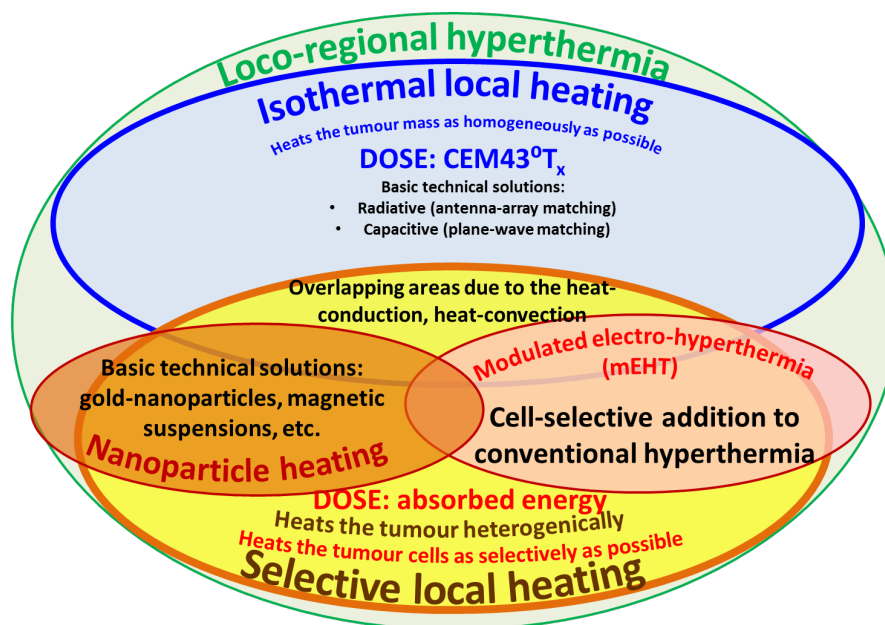 Loco-regional hyperthermia
Isothermal local heating
Heats the tumour mass as homogeneously as possible
DOSE: CEM43⁰Tₓ
Basic technical solutions:
• Radiative (antenna-array matching)
• Capacitive (plane-wave matching)
Overlapping areas due to the heat-
conduction, heat-convection
Basic technical solutions:
gold-nanoparticles, magnetic
suspensions, etc.
Nanoparticle heating
Modulated electro-hyperthermia
(mEHT)
Cell-selective addition to
conventional hyperthermia
DOSE: absorbed energy
Heats the tumour heterogenically
Heats the tumour cells as selectively as possible
Selective local heating